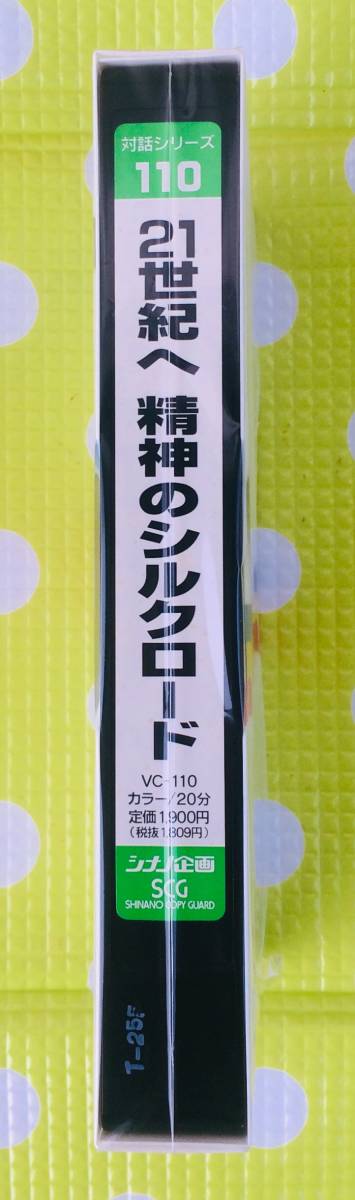 対話シリーズ
110
21世紀へ 精神のシルクロード
VC-110
カラー/20分
定価1,900円
(税抜1,809円)
シナノ企画
SCG
SHINANO COPY GUARD
T-25F